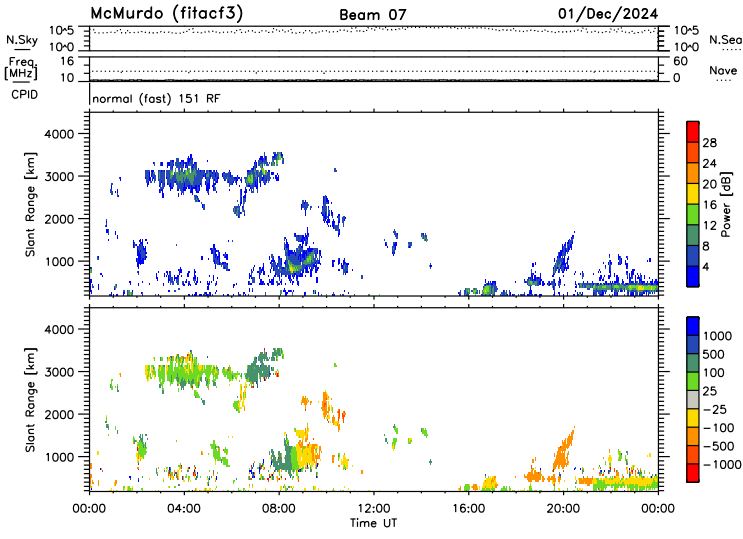 McMurdo (fitacf3) Beam 07 01/Dec/2024
N.Sky 10^5 10^0 10^5 10^0 N.Sea
Freq. [MHz] 16 10 60 0 Nave
CPID normal (fast) 151 RF
Slant Range [km] 4000 3000 2000 1000
Power [dB] 28 24 20 16 12 8 4
Slant Range [km] 4000 3000 2000 1000
1000 500 100 25 -25 -100 -500 -1000
00:00 04:00 08:00 12:00 16:00 20:00 00:00
Time UT